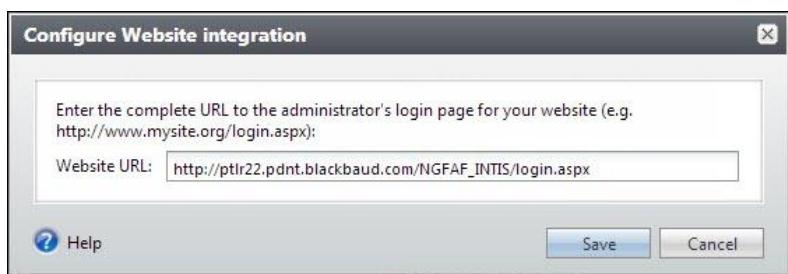 Configure Website integration
Enter the complete URL to the administrator's login page for your website (e.g.
http://www.mysite.org/login.aspx):
Website URL: http://ptlr22.pdnt.blackbaud.com/NGFAF_INTIS/login.aspx
Help Save Cancel